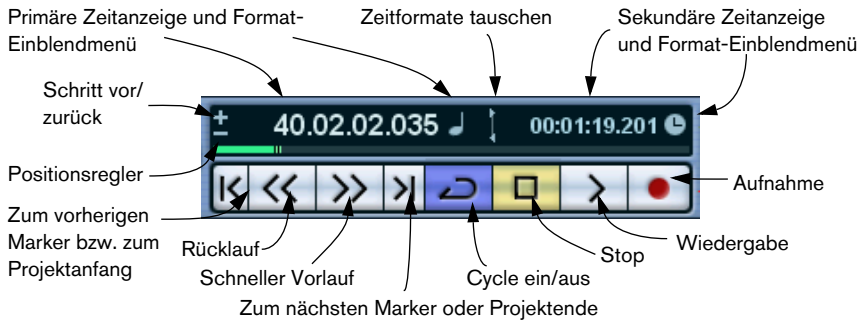 Primäre Zeitanzeige und Format-
Einblendmenü
Zeitformate tauschen
Sekundäre Zeitanzeige
und Format-Einblendmenü
Schritt vor/
zurück
40.02.02.035
00:01:19.201
Positionsregler
Aufnahme
Zum vorherigen
Marker bzw. zum
Projektanfang
Rücklauf
Schneller Vorlauf
Cycle ein/aus
Stop
Wiedergabe
Zum nächsten Marker oder Projektende